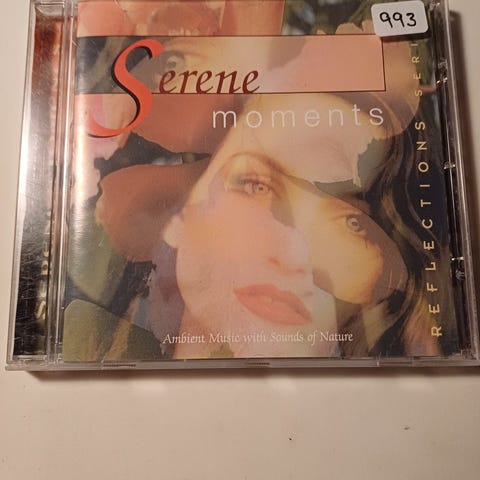 993
Serene
moments
REFLECTIONS SERI
Ambient Music with Sounds of Nature